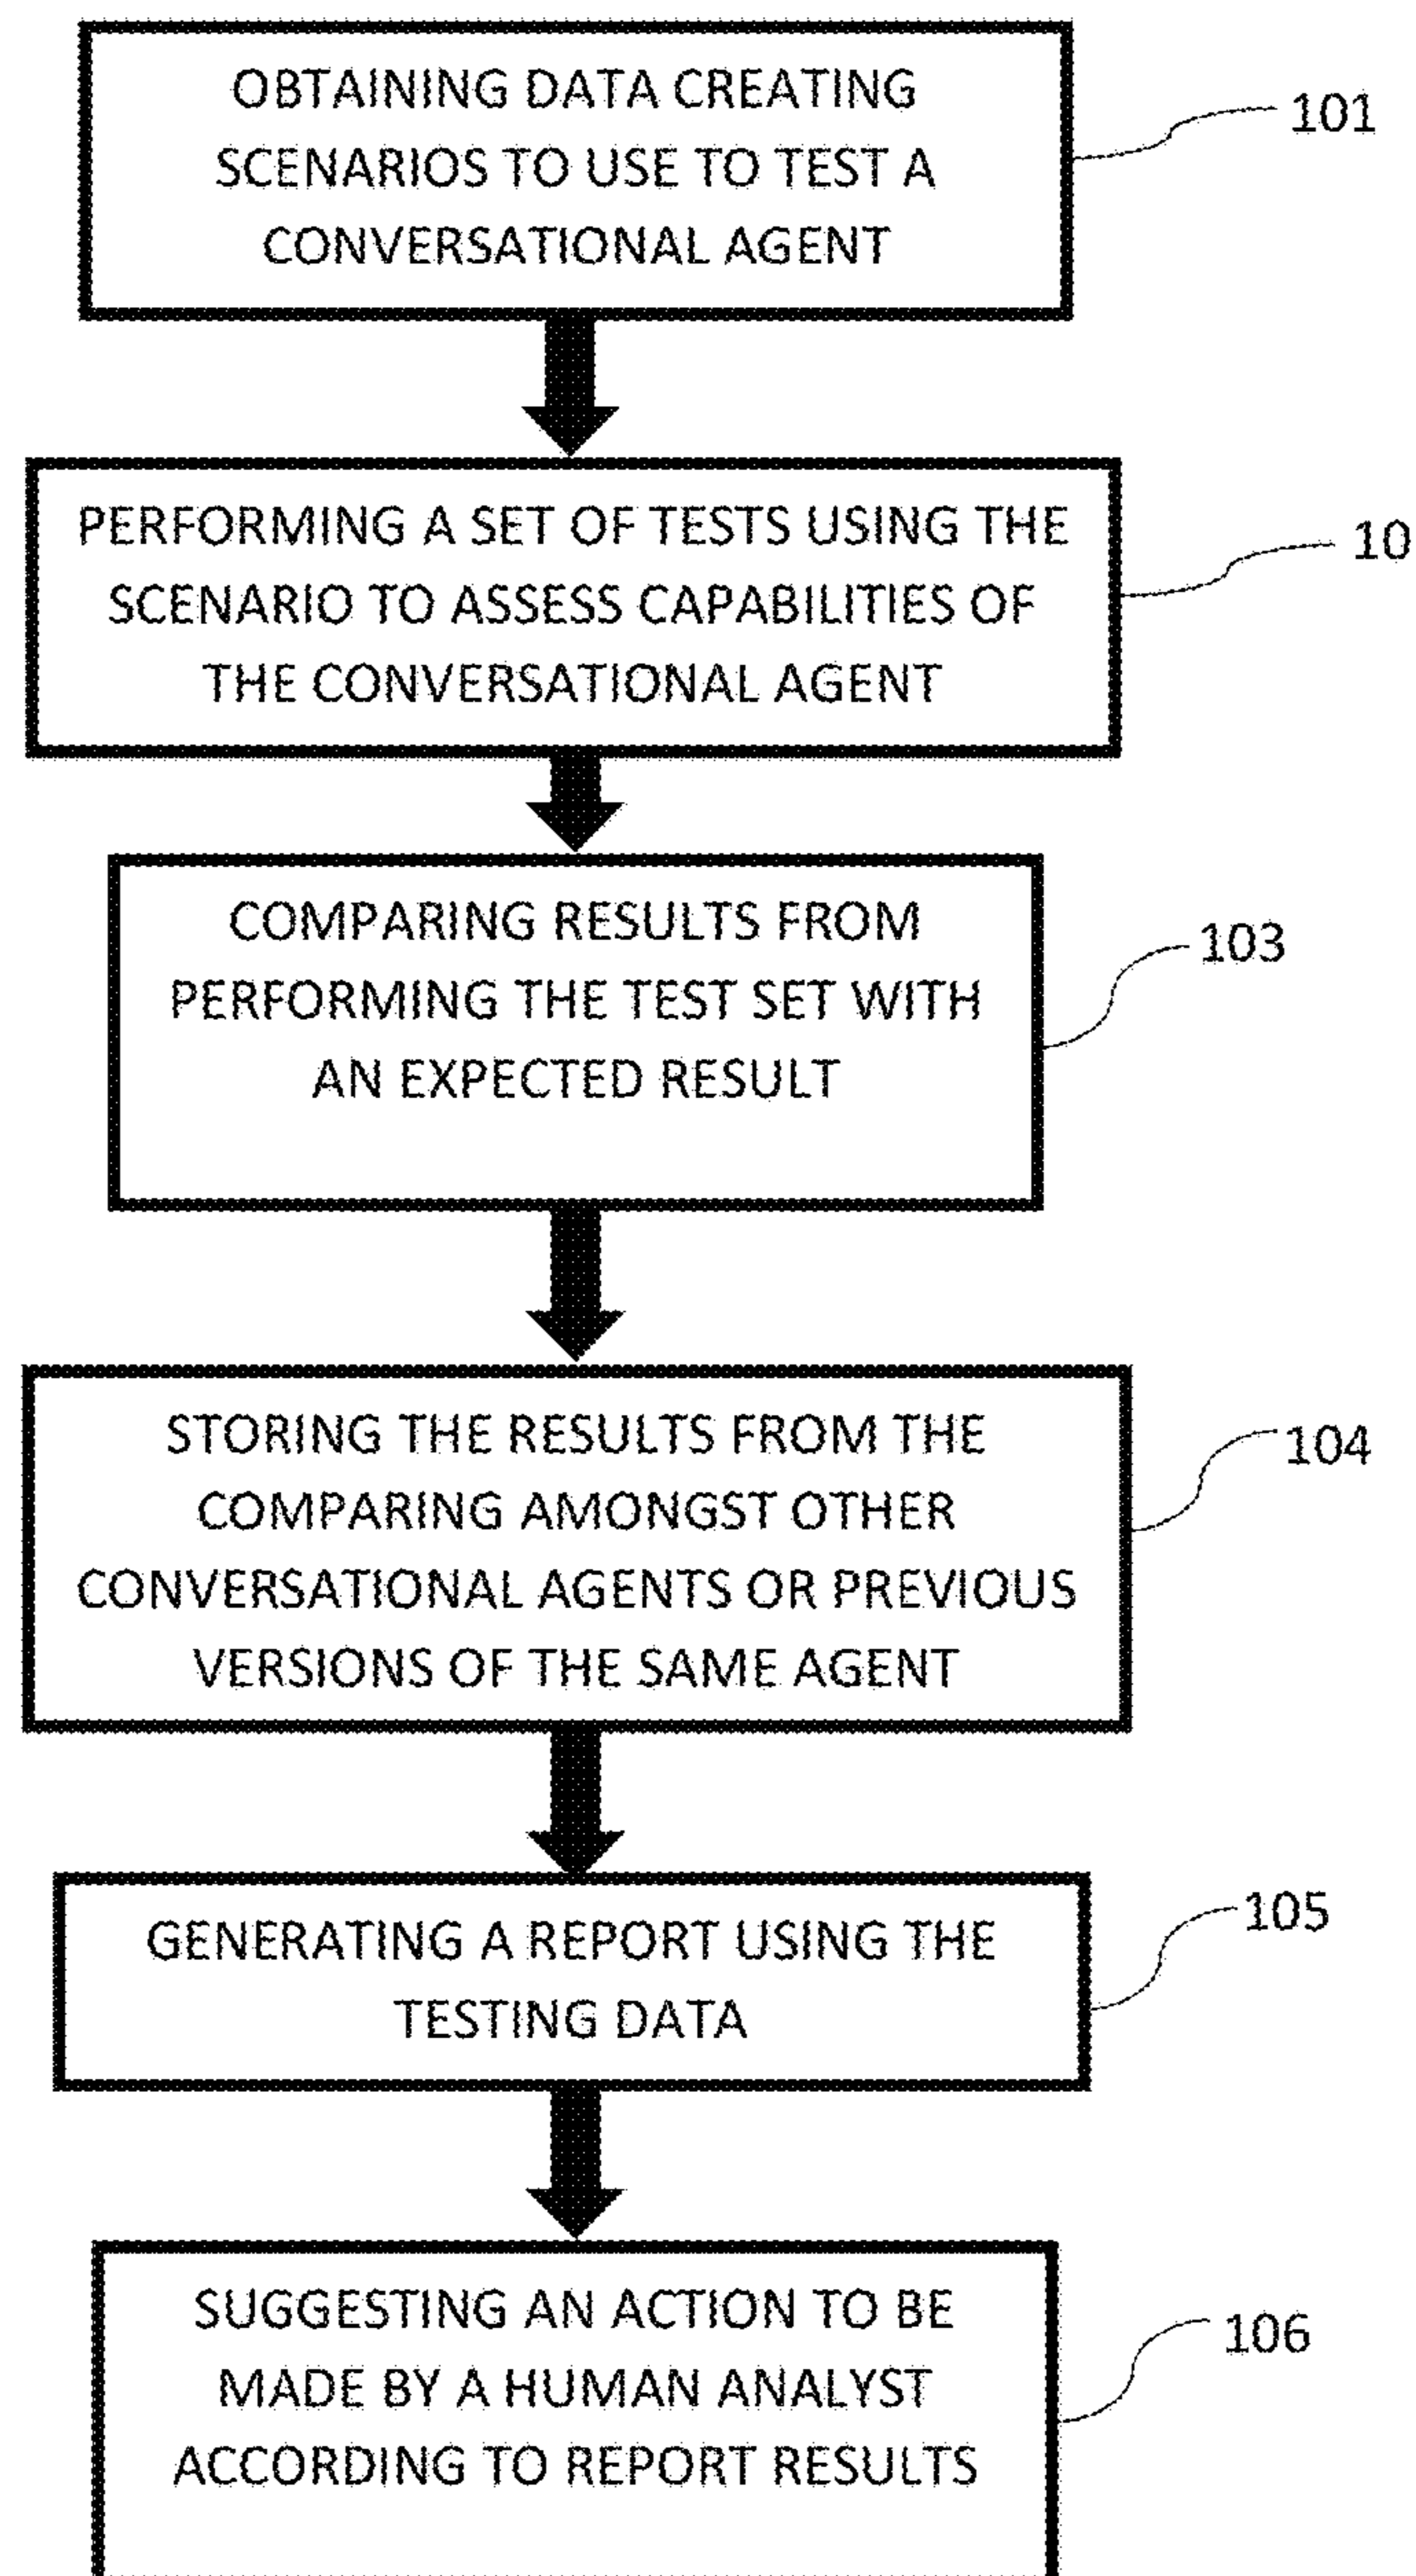 OBTAINING DATA CREATING
SCENARIOS TO USE TO TEST A
CONVERSATIONAL AGENT
101
PERFORMING A SET OF TESTS USING THE
SCENARIO TO ASSESS CAPABILITIES OF
THE CONVERSATIONAL AGENT
10
COMPARING RESULTS FROM
PERFORMING THE TEST SET WITH
AN EXPECTED RESULT
103
STORING THE RESULTS FROM THE
COMPARING AMONGST OTHER
CONVERSATIONAL AGENTS OR PREVIOUS
VERSIONS OF THE SAME AGENT
104
GENERATING A REPORT USING THE
TESTING DATA
105
SUGGESTING AN ACTION TO BE
MADE BY A HUMAN ANALYST
ACCORDING TO REPORT RESULTS
106